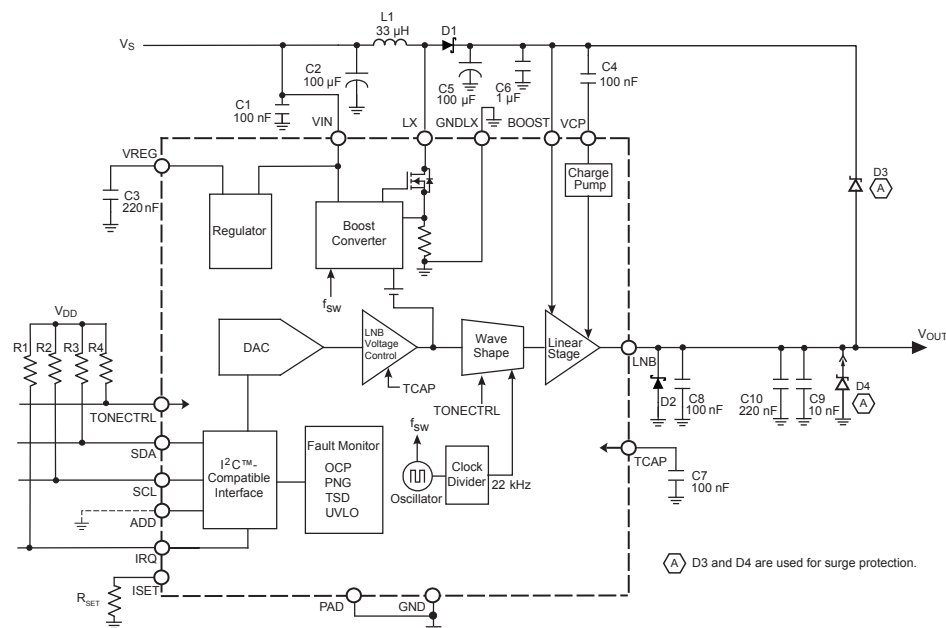 L1
33 µH
D1
VS
C2
100 µF
C5
100 µF
C6
1 µF
C4
100 nF
C1
100 nF
VIN
LX
GNDLX
BOOST
VCP
VREG
C3
220 nF
Regulator
Boost
Converter
Charge
Pump
D3
A
fsw
VDD
R1
R2
R3
R4
DAC
LNB
Voltage
Control
TCAP
Wave
Shape
TONECTRL
Linear
Stage
LNB
VOUT
D2
C8
100 nF
C10
220 nF
C9
10 nF
D4
A
TONECTRL
SDA
SCL
ADD
IRQ
ISET
RSET
I2C™-
Compatible
Interface
Fault Monitor
OCP
PNG
TSD
UVLO
fsw
Oscillator
Clock
Divider
22 kHz
TCAP
C7
100 nF
PAD
GND
A D3 and D4 are used for surge protection.